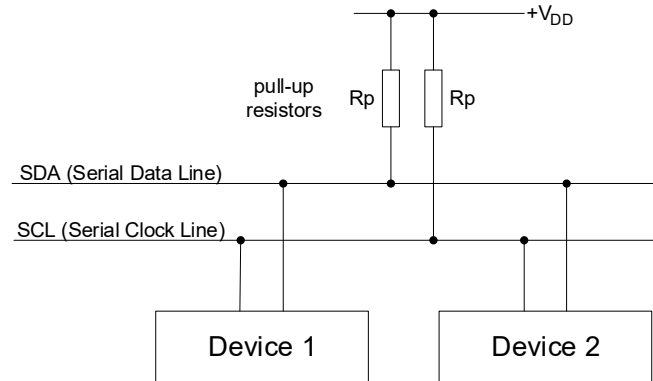 +VDD
pull-up
resistors
Rp
Rp
SDA (Serial Data Line)
SCL (Serial Clock Line)
Device 1
Device 2